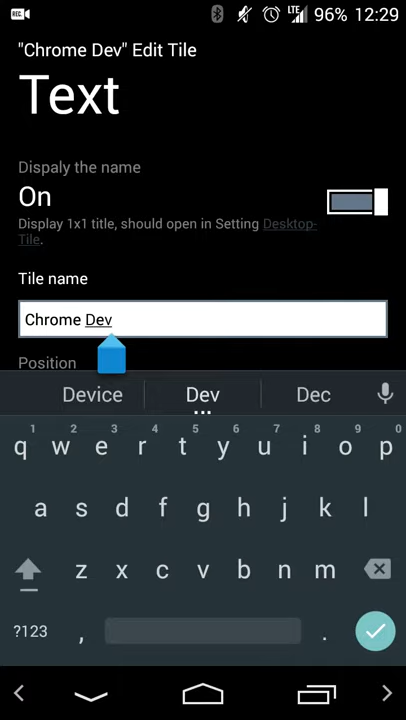 REC LTE 96% 12:29
"Chrome Dev" Edit Tile
Text
Dispaly the name
On
Display 1x1 title, should open in Setting Desktop-
Tile.
Tile name
Chrome Dev
Position
Device Dev Dec
1 2 3 4 5 6 7 8 9 0
q w e r t y u i o p
a s d f g h j k l
z x c v b n m
?123 , .